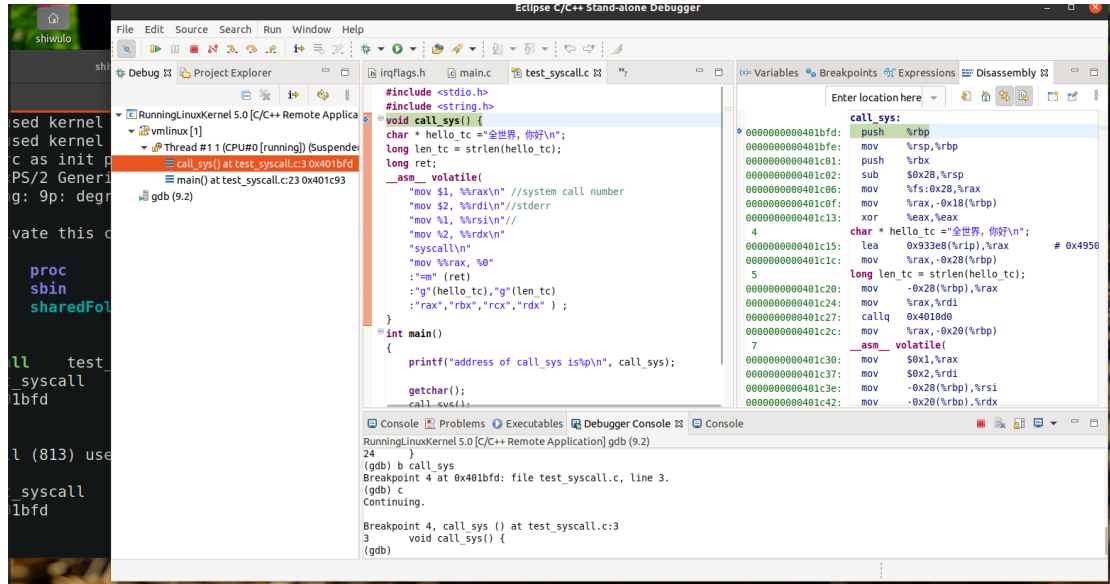 Eclipse C/C++ Stand-alone Debugger
shiwulo
File Edit Source Search Run Window Help
shi
Debug
Project Explorer
RunningLinuxKernel 5.0 [C/C++ Remote Applica
vmlinux [1]
Thread #1 1 (CPU#0 [running]) (Suspende
call_sys() at test_syscall.c:3 0x401bfd
main() at test_syscall.c:23 0x401c93
gdb (9.2)
sed kernel
sed kernel
c as init p
PS/2 Generi
g: 9p: degr
vate this c
proc
sbin
sharedFol
ll test_
_syscall
01bfd
l (813) use
_syscall
01bfd
irqflags.h
main.c
test_syscall.c
"7
#include <stdio.h>
#include <string.h>
void call_sys() {
char * hello_tc ="全世界，你好\n";
long len_tc = strlen(hello_tc);
long ret;
__asm__ volatile(
"mov $1, %%rax\n" //system call number
"mov $2, %%rdi\n"//stderr
"mov %1, %%rsi\n"//
"mov %2, %%rdx\n"
"syscall\n"
"mov %%rax, %0"
:"=m" (ret)
:"g"(hello_tc),"g"(len_tc)
:"rax","rbx","rcx","rdx" ) ;
}
int main()
{
printf("address of call_sys is%p\n", call_sys);
getchar();
call_sys();
Variables
Breakpoints
Expressions
Disassembly
Enter location here
call_sys:
0000000000401bfd: push %rbp
0000000000401bfe: mov %rsp,%rbp
0000000000401c01: push %rbx
0000000000401c02: sub $0x28,%rsp
0000000000401c06: mov %fs:0x28,%rax
0000000000401c0f: mov %rax,-0x18(%rbp)
0000000000401c13: xor %eax,%eax
4 char * hello_tc ="全世界，你好\n";
0000000000401c15: lea 0x933e8(%rip),%rax # 0x4950
0000000000401c1c: mov %rax,-0x28(%rbp)
5 long len_tc = strlen(hello_tc);
0000000000401c20: mov -0x28(%rbp),%rax
0000000000401c24: mov %rax,%rdi
0000000000401c27: callq 0x4010d0
0000000000401c2c: mov %rax,-0x20(%rbp)
7 __asm__ volatile(
0000000000401c30: mov $0x1,%rax
0000000000401c37: mov $0x2,%rdi
0000000000401c3e: mov -0x28(%rbp),%rsi
0000000000401c42: mov -0x20(%rbp),%rdx
Console
Problems
Executables
Debugger Console
Console
RunningLinuxKernel 5.0 [C/C++ Remote Application] gdb (9.2)
24 }
(gdb) b call_sys
Breakpoint 4 at 0x401bfd: file test_syscall.c, line 3.
(gdb) c
Continuing.
Breakpoint 4, call_sys () at test_syscall.c:3
3 void call_sys() {
(gdb)